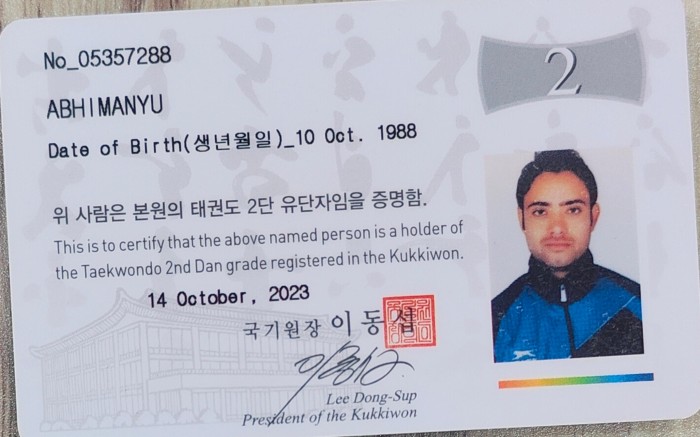 No_05357288
2
ABHIMANYU
Date of Birth(생년월일)_10 Oct. 1988
위 사람은 본원의 태권도 2단 유단자임을 증명함.
This is to certify that the above named person is a holder of
the Taekwondo 2nd Dan grade registered in the Kukkiwon.
14 October, 2023
국기원장 이동섭
Lee Dong-Sup
President of the Kukkiwon